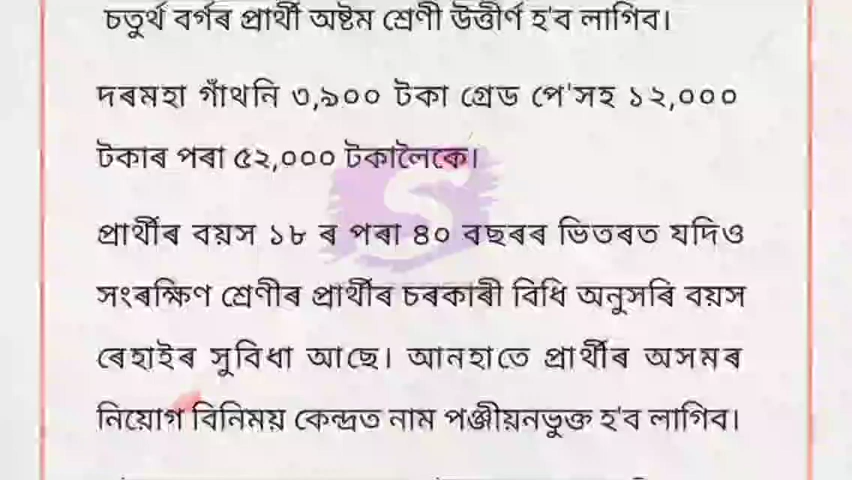 চতুৰ্থ বৰ্গৰ প্ৰাৰ্থী অষ্টম শ্ৰেণী উত্তীৰ্ণ হ'ব লাগিব।
দৰমহা গাঁথনি ৩,৯০০ টকা গ্ৰেড পে'সহ ১২,০০০
টকাৰ পৰা ৫২,০০০ টকালৈকে।
প্ৰাৰ্থীৰ বয়স ১৮ ৰ পৰা ৪০ বছৰৰ ভিতৰত যদিও
সংৰক্ষিণ শ্ৰেণীৰ প্ৰাৰ্থীৰ চৰকাৰী বিধি অনুসৰি বয়স
ৰেহাইৰ সুবিধা আছে। আনহাতে প্ৰাৰ্থীৰ অসমৰ
নিয়োগ বিনিময় কেন্দ্ৰত নাম পঞ্জীয়নভুক্ত হ'ব লাগিব।